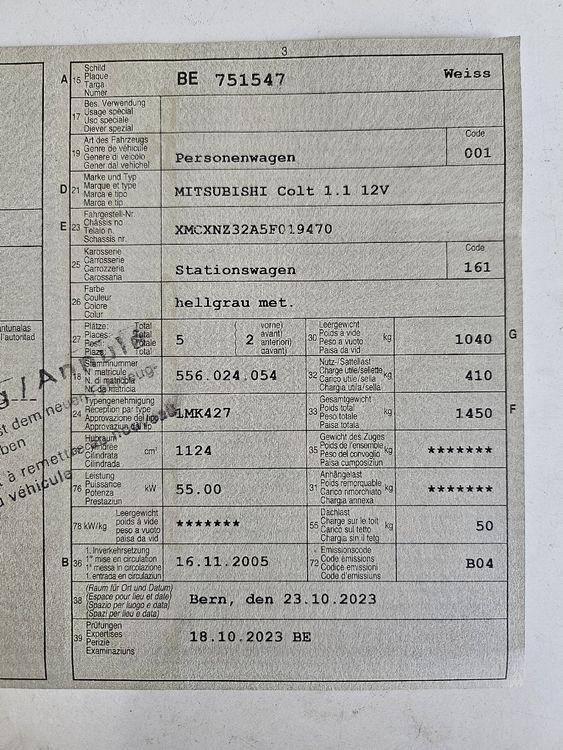 3
A 15 Schild
Plaque
Targa
Numer
BE 751547 Weiss
17 Bes. Verwendung
Usage spécial
Uso speciale
Diever spezial
19 Art des Fahrzeugs
Genre de véhicule
Genere di veicolo
Gener dal vehichel
Personenwagen
Code
001
D 21 Marke und Typ
Marque et type
Marca e tipo
Marca e tip
MITSUBISHI Colt 1.1 12V
E 23 Fahrgestell-Nr.
Châssis no
Telaio n.
Schassis nr.
XMCXNZ32A5F019470
25 Karosserie
Carrosserie
Carrozzeria
Carossaria
Stationswagen
Code
161
26 Farbe
Couleur
Colore
Colur
hellgrau met.
27 Plätze: Total
Places: Total
Posti: Totale
Plazs: Total
5
( vorne)
avant)
anteriori)
davant)
2
30 Leergewicht
Poids à vide
Peso a vuoto
Paisa da vid
kg
1040 G
18 Stammnummer
N° matricule
N. di matricola
Nr. da matricla
556.024.054
32 Nutz-/Sattellast
Charge utile/sellette
Carico utile/sella
Chargia utila/sella
kg
410
24 Typengenehmigung
Réception par type
Approvazione del tipo
Approvaziun dal tip
1MK427
33 Gesamtgewicht
Poids total
Peso totale
Paisa totala
kg
1450 F
Hubraum
Cylindrée
Cilindrata
Cilindrada
cm³
1124
35 Gewicht des Zuges
Poids de l'ensemble
Peso del convoglio
Paisa cumposiziun
kg
*******
76 Leistung
Puissance
Potenza
Prestaziun
kW
55.00
31 Anhängelast
Poids remorquable
Carico rimorchiato
Chargia annexa
kg
*******
78 kW/kg Leergewicht
poids à vide
peso a vuoto
paisa da vid
*******
55 Dachlast
Charge sur le toit
Carico sul tetto
Chargia sin il tetg
kg
50
B 36 1. Inverkehrsetzung
1re mise en circulation
1a messa in circolazione
1. entrada en circulaziun
16.11.2005
72 Emissionscode
Code émissions
Codice emissioni
Code d'emissiuns
B04
38 (Raum für Ort und Datum)
(Espace pour lieu et date)
(Spazio per luogo e data)
(Spazi per lieu e data)
Bern, den 23.10.2023
39 Prüfungen
Expertises
Perizie
Examinaziuns
18.10.2023 BE
l'autoritad
g / Annulé
st dem neuen
ben
à remettre
véhicule